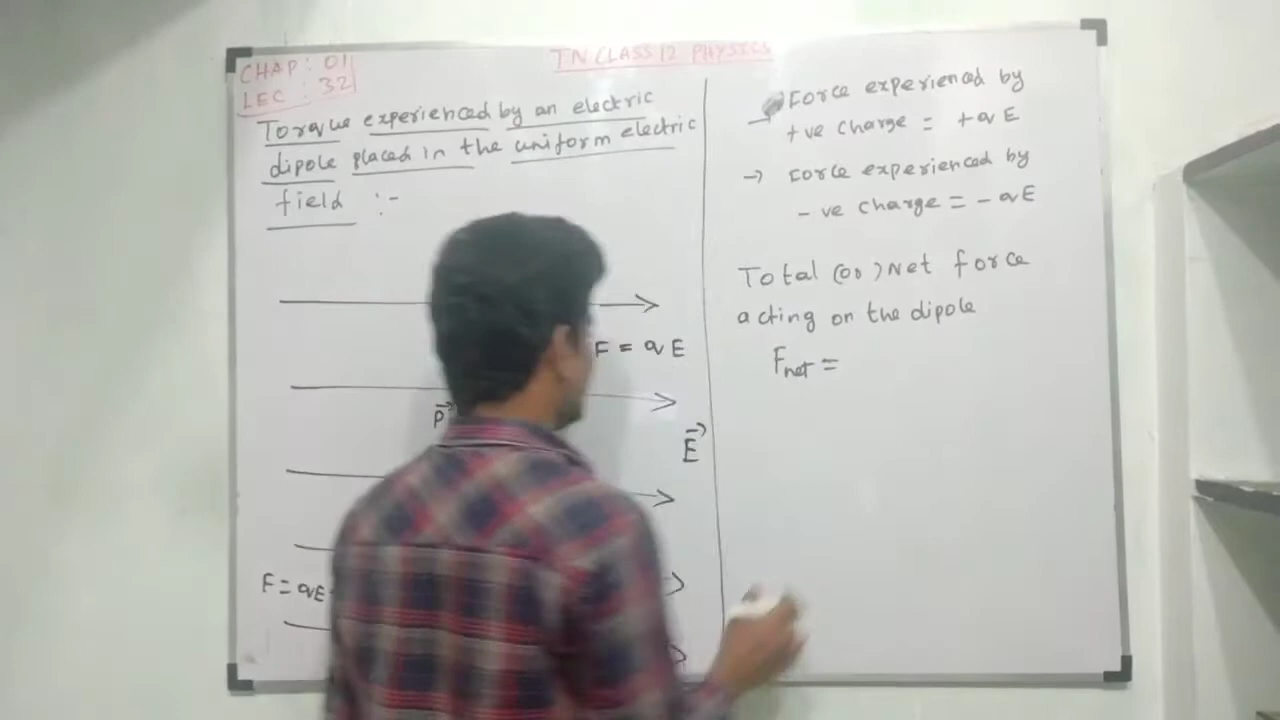 CHAP: 01
LEC: 32
TN CLASS 12 PHYSICS
Torque experienced by an electric
dipole placed in the uniform electric
field :-
F = qE
P⃗
E⃗
F = qE
→ Force experienced by
+ve charge = +qE
→ Force experienced by
-ve charge = -qE
Total (or) Net force
acting on the dipole
Fnet =